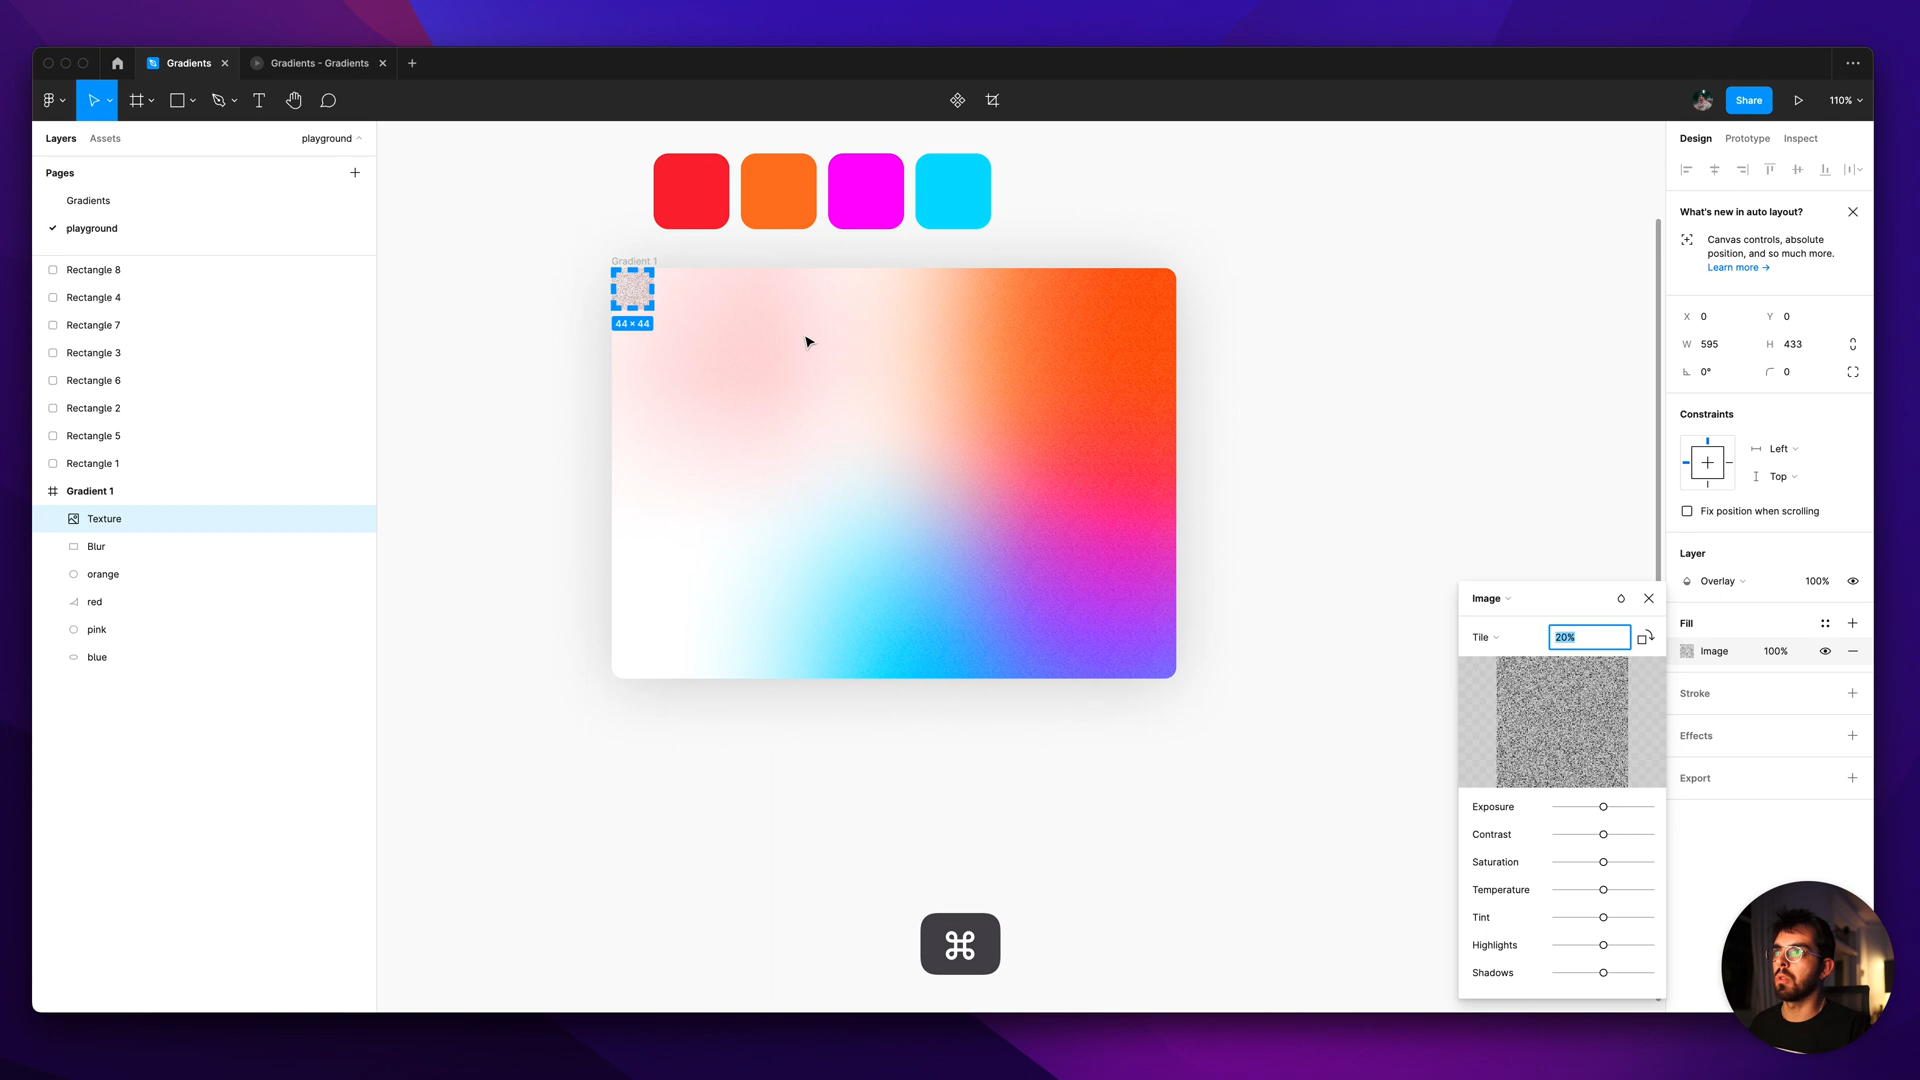 Gradients
Gradients - Gradients
Share
110%
Layers
Assets
playground
Pages
Gradients
playground
Rectangle 8
Rectangle 4
Rectangle 7
Rectangle 3
Rectangle 6
Rectangle 2
Rectangle 5
Rectangle 1
Gradient 1
Texture
Blur
orange
red
pink
blue
Gradient 1
44 × 44
⌘
Design
Prototype
Inspect
What's new in auto layout?
Canvas controls, absolute
position, and so much more.
Learn more →
X 0
Y 0
W 595
H 433
0°
0
Constraints
Left
Top
Fix position when scrolling
Layer
Overlay
100%
Fill
Image
100%
Stroke
Effects
Export
Image
Tile
20%
Exposure
Contrast
Saturation
Temperature
Tint
Highlights
Shadows